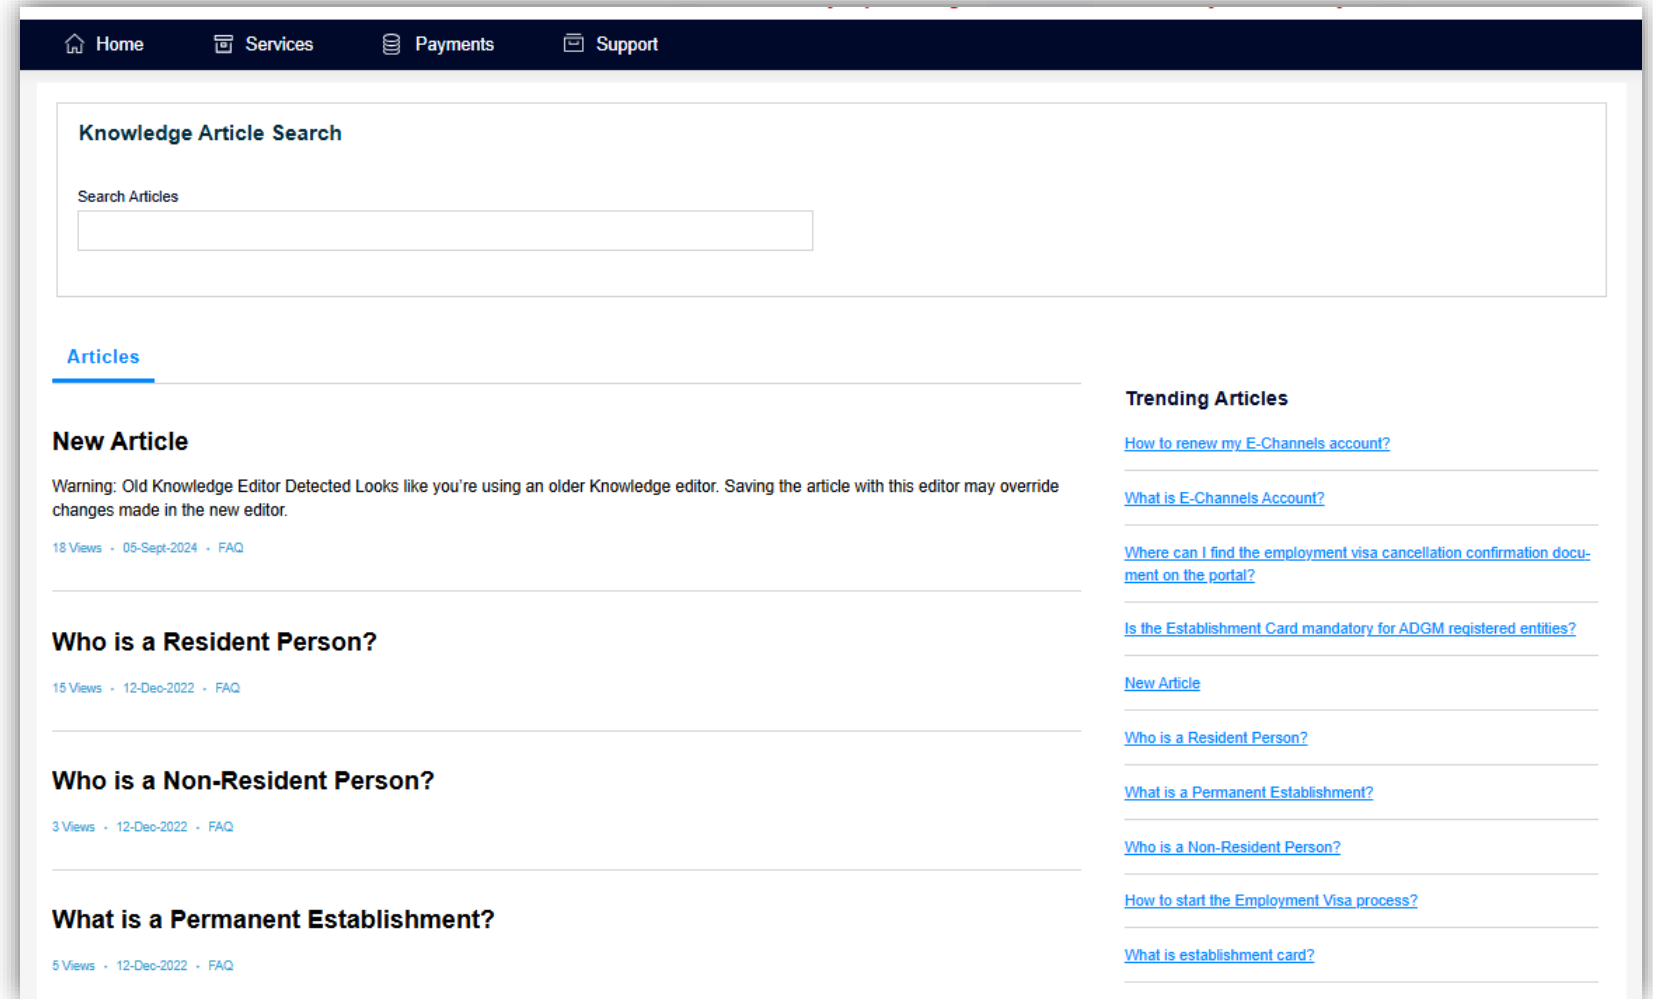 Home
Services
Payments
Support
Knowledge Article Search
Search Articles
Articles
New Article
Warning: Old Knowledge Editor Detected Looks like you're using an older Knowledge editor. Saving the article with this editor may override
changes made in the new editor.
18 Views - 05-Sept-2024 - FAQ
Who is a Resident Person?
15 Views - 12-Dec-2022 - FAQ
Who is a Non-Resident Person?
3 Views - 12-Dec-2022 - FAQ
What is a Permanent Establishment?
5 Views - 12-Dec-2022 - FAQ
Trending Articles
How to renew my E-Channels account?
What is E-Channels Account?
Where can I find the employment visa cancellation confirmation docu-
ment on the portal?
Is the Establishment Card mandatory for ADGM registered entities?
New Article
Who is a Resident Person?
What is a Permanent Establishment?
Who is a Non-Resident Person?
How to start the Employment Visa process?
What is establishment card?